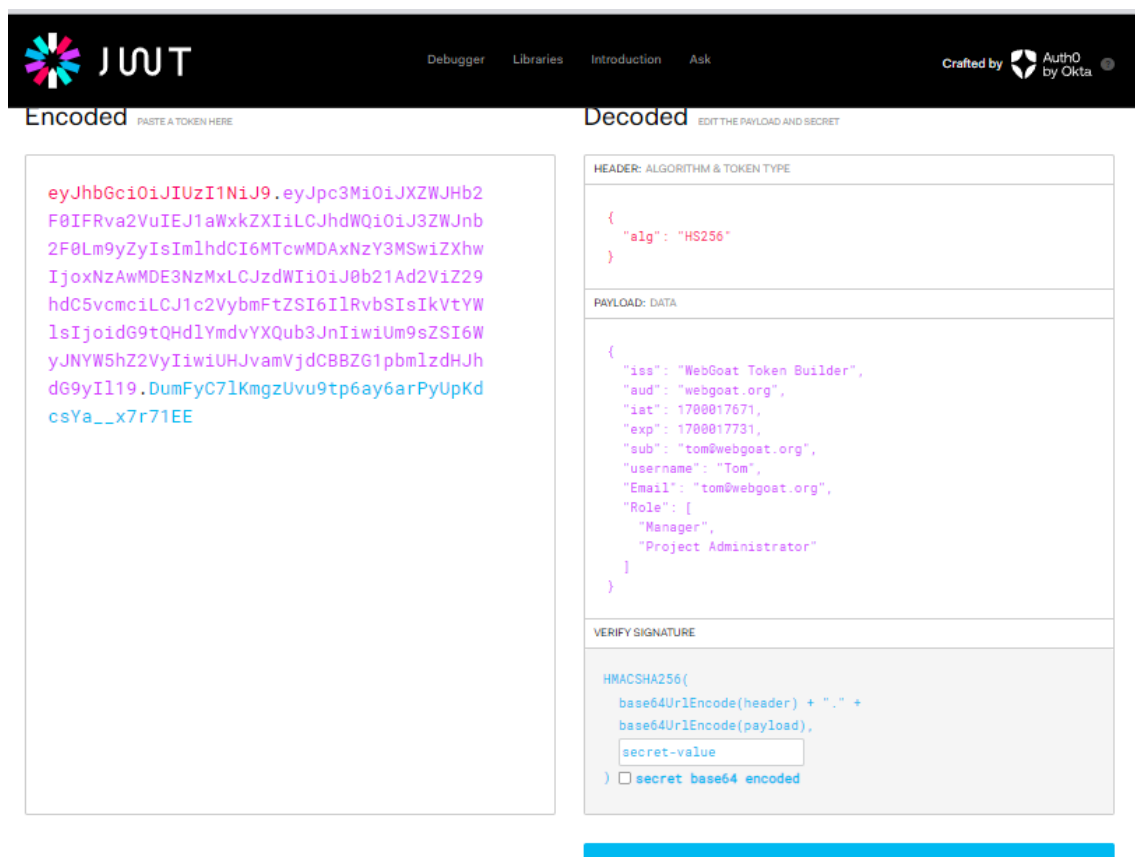 JWT
Debugger Libraries Introduction Ask
Crafted by Auth0 by Okta
Encoded PASTE A TOKEN HERE
eyJhbGciOiJIUzI1NiJ9.eyJpc3MiOiJXZWJHb2
F0IFRva2VuIEJ1aWxkZXIiLCJhdWQiOiJ3ZWJnb
2F0Lm9yZyIsImlhdCI6MTcwMDAxNzY3MSwiZXhw
IjoxNzAwMDE3NzMxLCJzdWIiOiJ0b21Ad2ViZ29
hdC5vcmciLCJ1c2VybmFtZSI6IlRvbSIsIkVtYW
lsIjoidG9tQHdlYmdvYXQub3JnIiwiUm9sZSI6W
yJNYW5hZ2VyIiwiUHJvamVjdCBBZG1pbmlzdHJh
dG9yIl19.DumFyC7lKmgzUvu9tp6ay6arPyUpKd
csYa__x7r71EE
Decoded EDIT THE PAYLOAD AND SECRET
HEADER: ALGORITHM & TOKEN TYPE
{
"alg": "HS256"
}
PAYLOAD: DATA
{
"iss": "WebGoat Token Builder",
"aud": "webgoat.org",
"iat": 1700017671,
"exp": 1700017731,
"sub": "tom@webgoat.org",
"username": "Tom",
"Email": "tom@webgoat.org",
"Role": [
"Manager",
"Project Administrator"
]
}
VERIFY SIGNATURE
HMACSHA256(
base64UrlEncode(header) + "." +
base64UrlEncode(payload),
secret-value
) secret base64 encoded